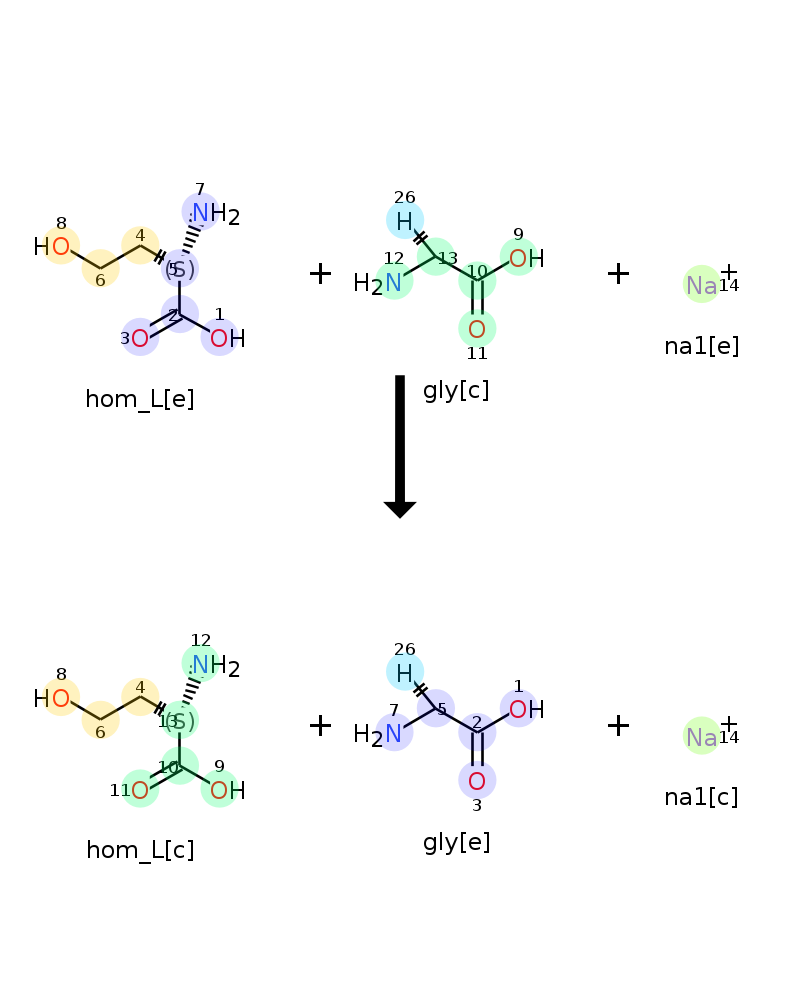 7
8
NH2
HO
4
5
(S)
6
2
1
3
O
OH
hom_L[e]
+
26
H
9
12
13
10
OH
H2N
O
11
gly[c]
+
Na+
14
na1[e]
12
8
NH2
HO
4
13
(S)
6
10
9
11
O
OH
hom_L[c]
+
26
H
1
7
5
2
OH
H2N
O
3
gly[e]
+
Na+
14
na1[c]